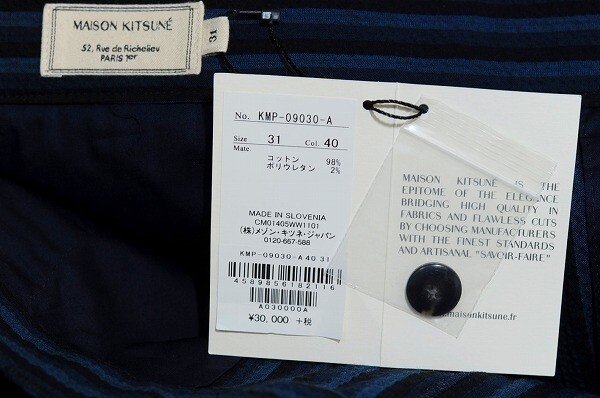 MAISON KITSUNÉ
52, Rue de Richelieu
PARIS 1er
31
No. KMP-09030-A
Size 31 Col. 40
Mate.
コットン 98%
ポリウレタン 2%
MADE IN SLOVENIA
CM01405WW1101
(株)メゾン・キツネ・ジャパン
0120-667-588
KMP-09030-A 40 31
4589856182116
A030000A
¥30,000 +税
MAISON KITSUNÉ IS THE
EPITOME OF THE ELEGANCE
BRIDGING HIGH QUALITY IN
FABRICS AND FLAWLESS CUTS
BY CHOOSING MANUFACTURERS
WITH THE FINEST STANDARDS
AND ARTISANAL "SAVOIR-FAIRE"
.maisonkitsune.fr